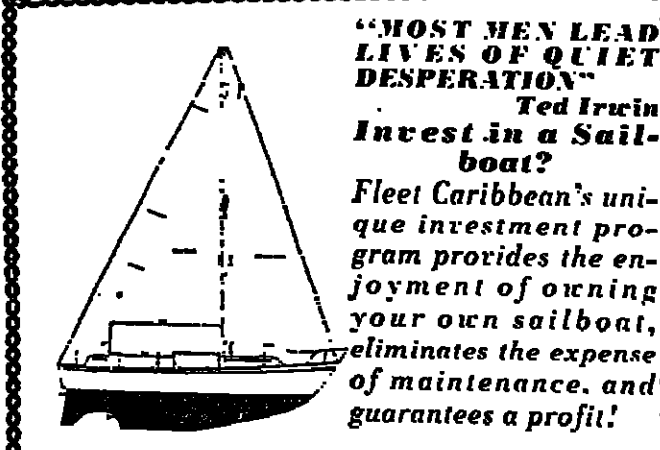 “MOST MEN LEAD
LIVES OF QUIET
DESPERATION”
Ted Irwin
Invest in a Sail-
boat?
Fleet Caribbean's uni-
que investment pro-
gram provides the en-
joyment of owning
your own sailboat,
eliminates the expense
of maintenance. and
guarantees a profit!